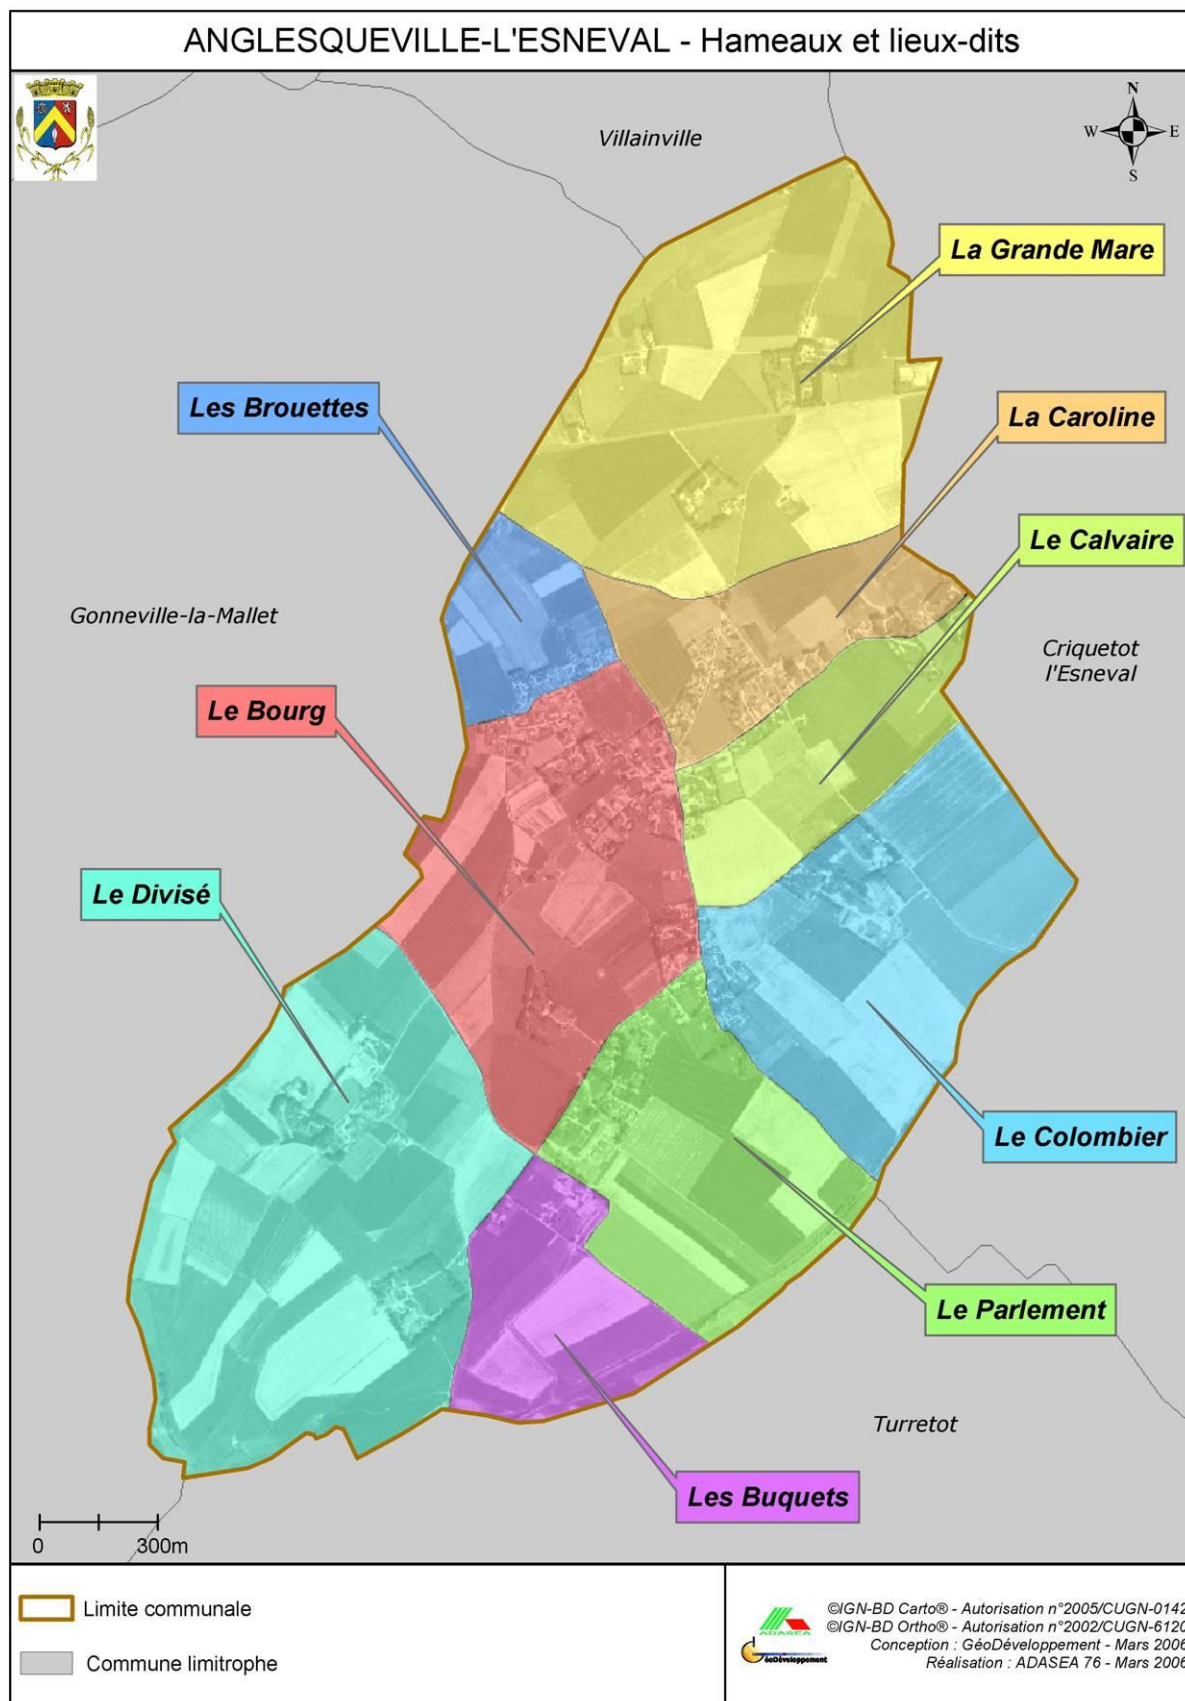 ANGLESQUEVILLE-L'ESNEVAL - Hameaux et lieux-dits
Villainville
N
W
E
S
La Grande Mare
Les Brouettes
La Caroline
Le Calvaire
Gonneville-la-Mallet
Criquetot
l'Esneval
Le Bourg
Le Divisé
Le Colombier
Le Parlement
Turretot
Les Buquets
0
300m
Limite communale
Commune limitrophe
ADASEA
GéoDéveloppement
©IGN-BD Carto® - Autorisation n°2005/CUGN-0142
©IGN-BD Ortho® - Autorisation n°2002/CUGN-6120
Conception : GéoDéveloppement - Mars 2006
Réalisation : ADASEA 76 - Mars 2006